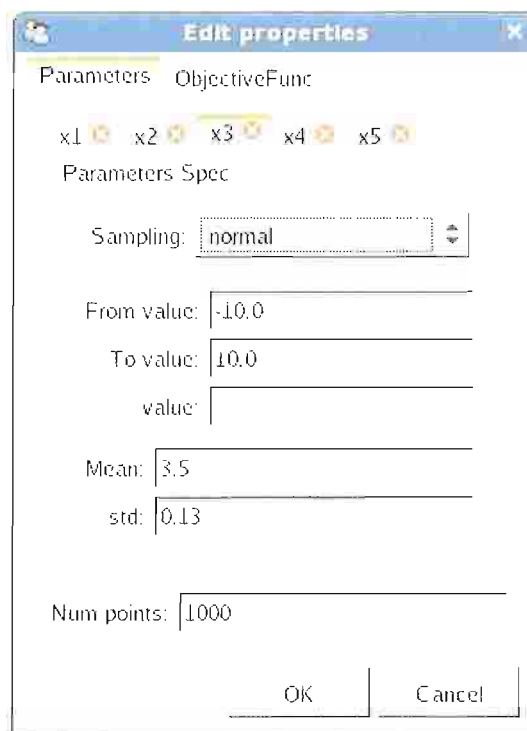 Edit properties
Parameters ObjectiveFunc
x1 x2 x3 x4 x5
Parameters Spec
Sampling: normal
From value: -10.0
To value: 10.0
value:
Mean: 3.5
std: 0.13
Num points: 1000
OK Cancel